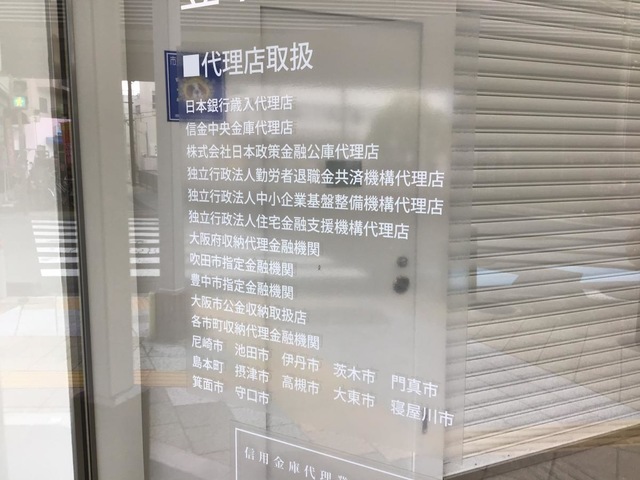 ■代理店取扱
日本銀行歳入代理店
信金中央金庫代理店
株式会社日本政策金融公庫代理店
独立行政法人勤労者退職金共済機構代理店
独立行政法人中小企業基盤整備機構代理店
独立行政法人住宅金融支援機構代理店
大阪府収納代理金融機関
吹田市指定金融機関
豊中市指定金融機関
大阪市公金収納取扱店
各市町収納代理金融機関
尼崎市 池田市 伊丹市 茨木市 門真市
島本町 摂津市 高槻市 大東市 寝屋川市
箕面市 守口市
信用金庫代理業